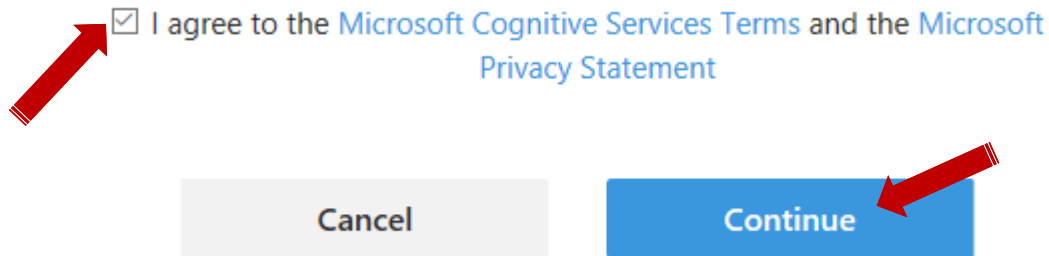 I agree to the Microsoft Cognitive Services Terms and the Microsoft
Privacy Statement
Cancel
Continue